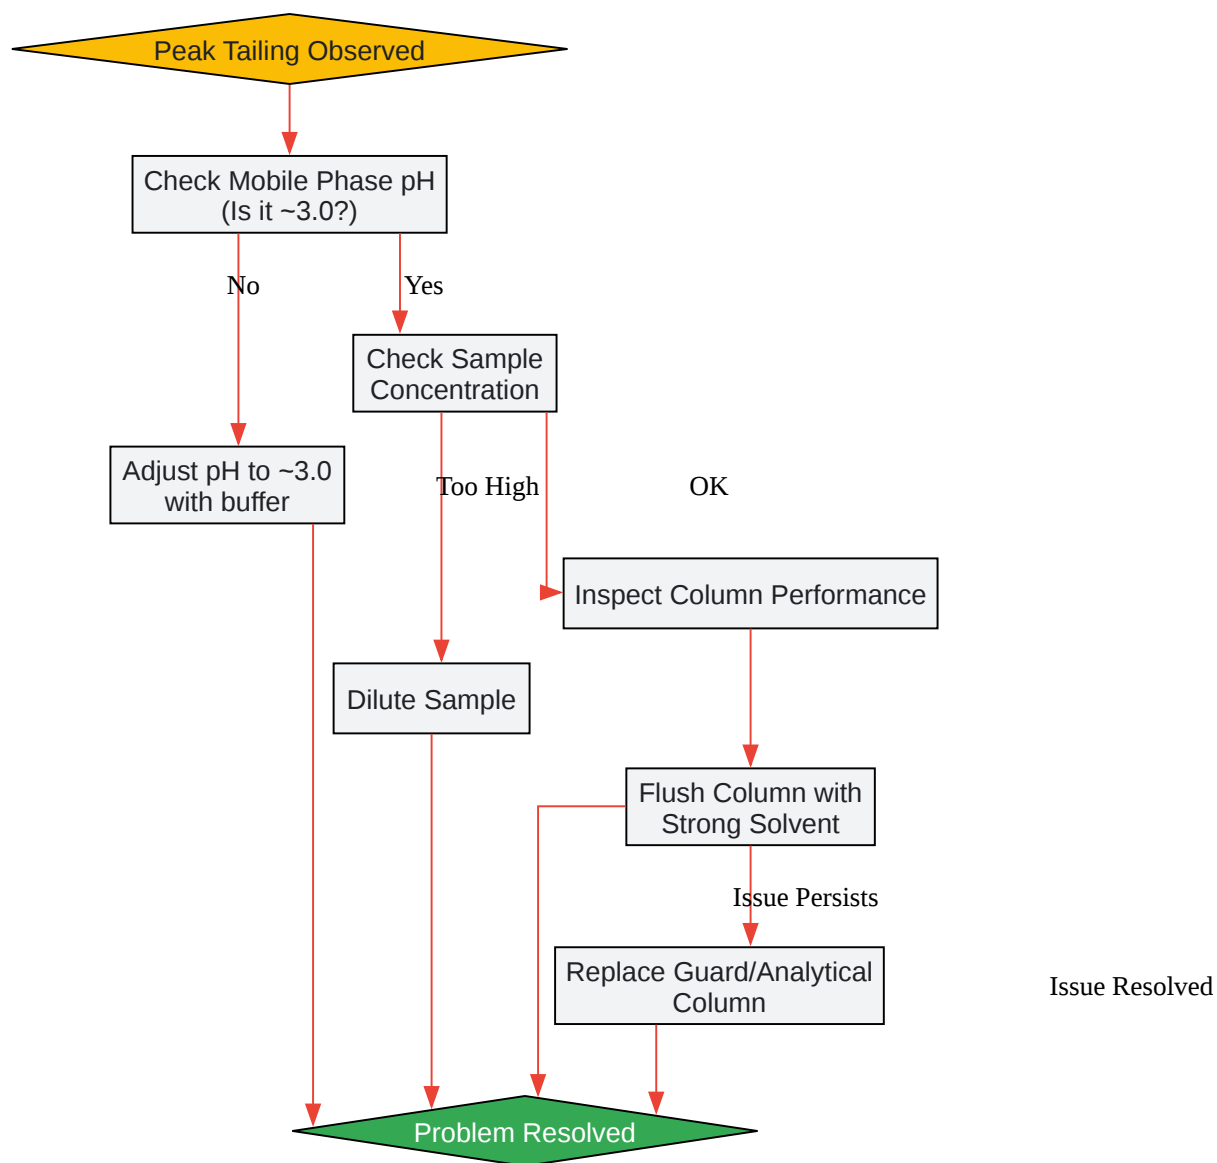 Peak Tailing Observed
Check Mobile Phase pH
(Is it ~3.0?)
No
Yes
Check Sample
Concentration
Adjust pH to ~3.0
with buffer
Too High
OK
Inspect Column Performance
Dilute Sample
Flush Column with
Strong Solvent
Issue Persists
Replace Guard/Analytical
Column
Issue Resolved
Problem Resolved